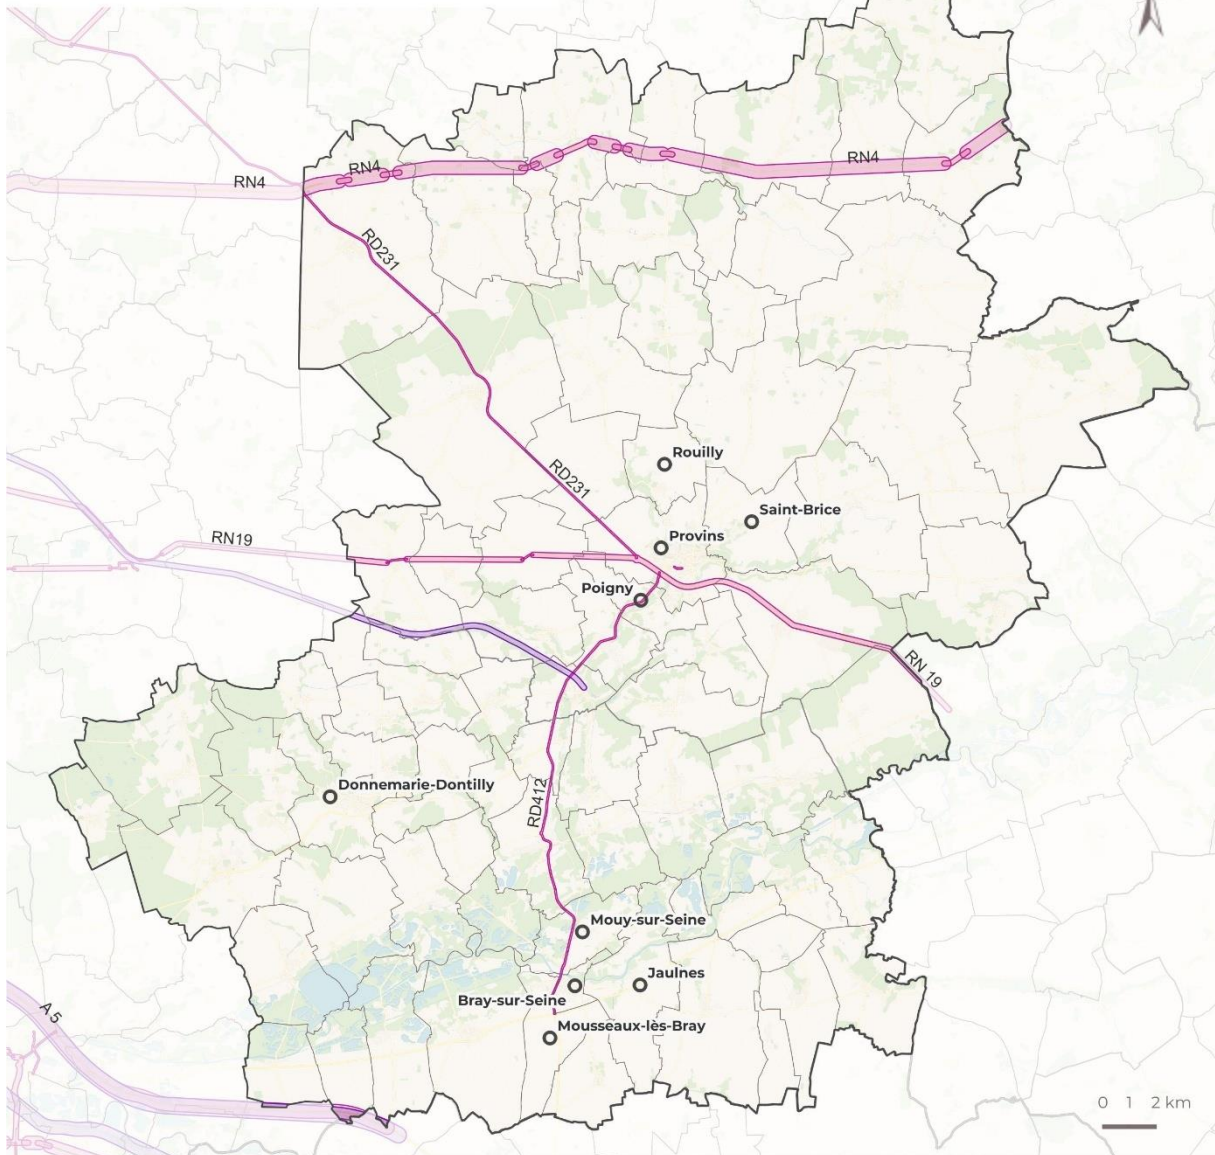 RN4
RN4
RN4
RD231
RD231
Rouilly
Saint-Brice
RN19
Provins
Poigny
RN 19
Donnemarie-Dontilly
RD412
Mouy-sur-Seine
Jaulnes
Bray-sur-Seine
A 5
Mousseaux-lès-Bray
0 1 2 km